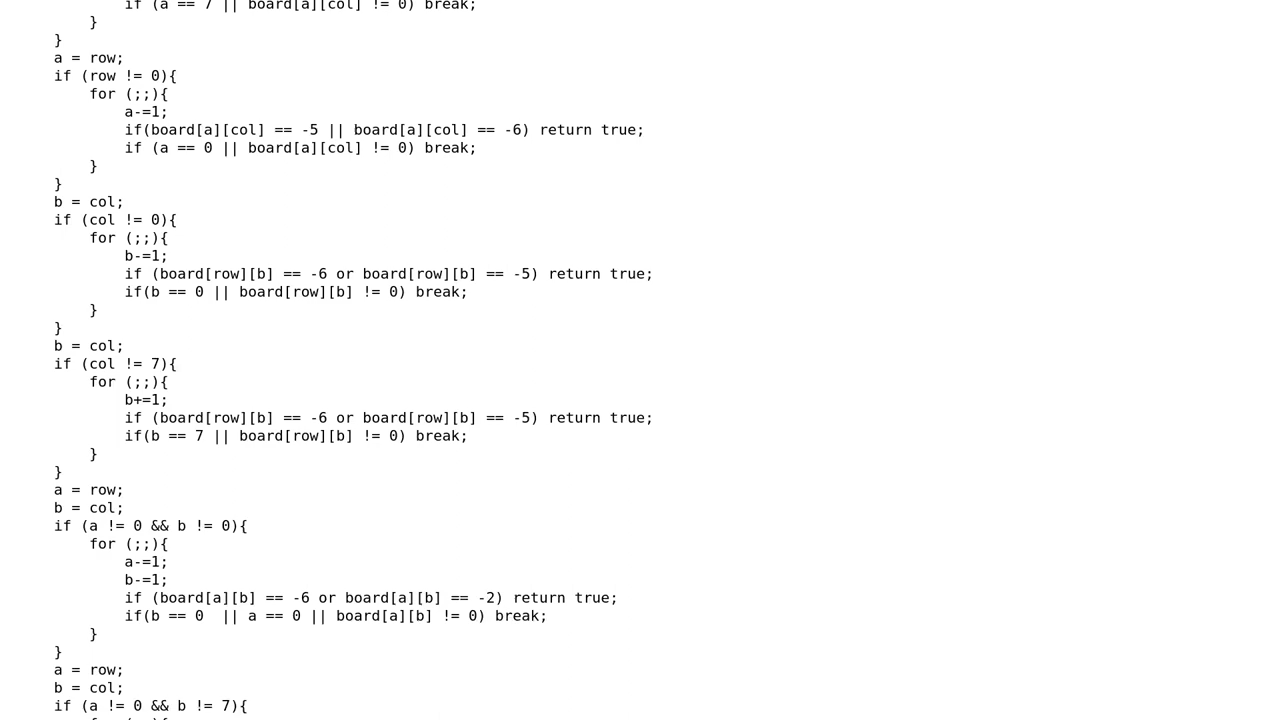 if (a == 7 || board[a][col] != 0) break;
}
}
a = row;
if (row != 0){
for (;;){
a-=1;
if(board[a][col] == -5 || board[a][col] == -6) return true;
if (a == 0 || board[a][col] != 0) break;
}
}
b = col;
if (col != 0){
for (;;){
b-=1;
if (board[row][b] == -6 or board[row][b] == -5) return true;
if(b == 0 || board[row][b] != 0) break;
}
}
b = col;
if (col != 7){
for (;;){
b+=1;
if (board[row][b] == -6 or board[row][b] == -5) return true;
if(b == 7 || board[row][b] != 0) break;
}
}
a = row;
b = col;
if (a != 0 && b != 0){
for (;;){
a-=1;
b-=1;
if (board[a][b] == -6 or board[a][b] == -2) return true;
if(b == 0  || a == 0 || board[a][b] != 0) break;
}
}
a = row;
b = col;
if (a != 0 && b != 7){